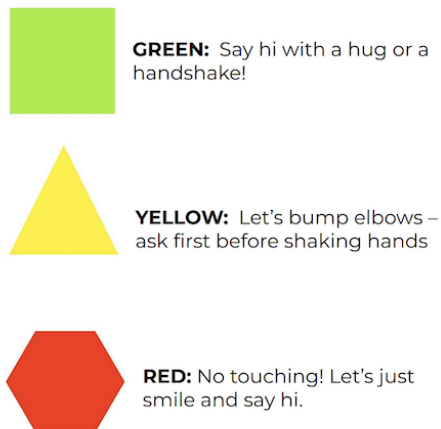 GREEN: Say hi with a hug or a
handshake!
YELLOW: Let’s bump elbows –
ask first before shaking hands
RED: No touching! Let’s just
smile and say hi.